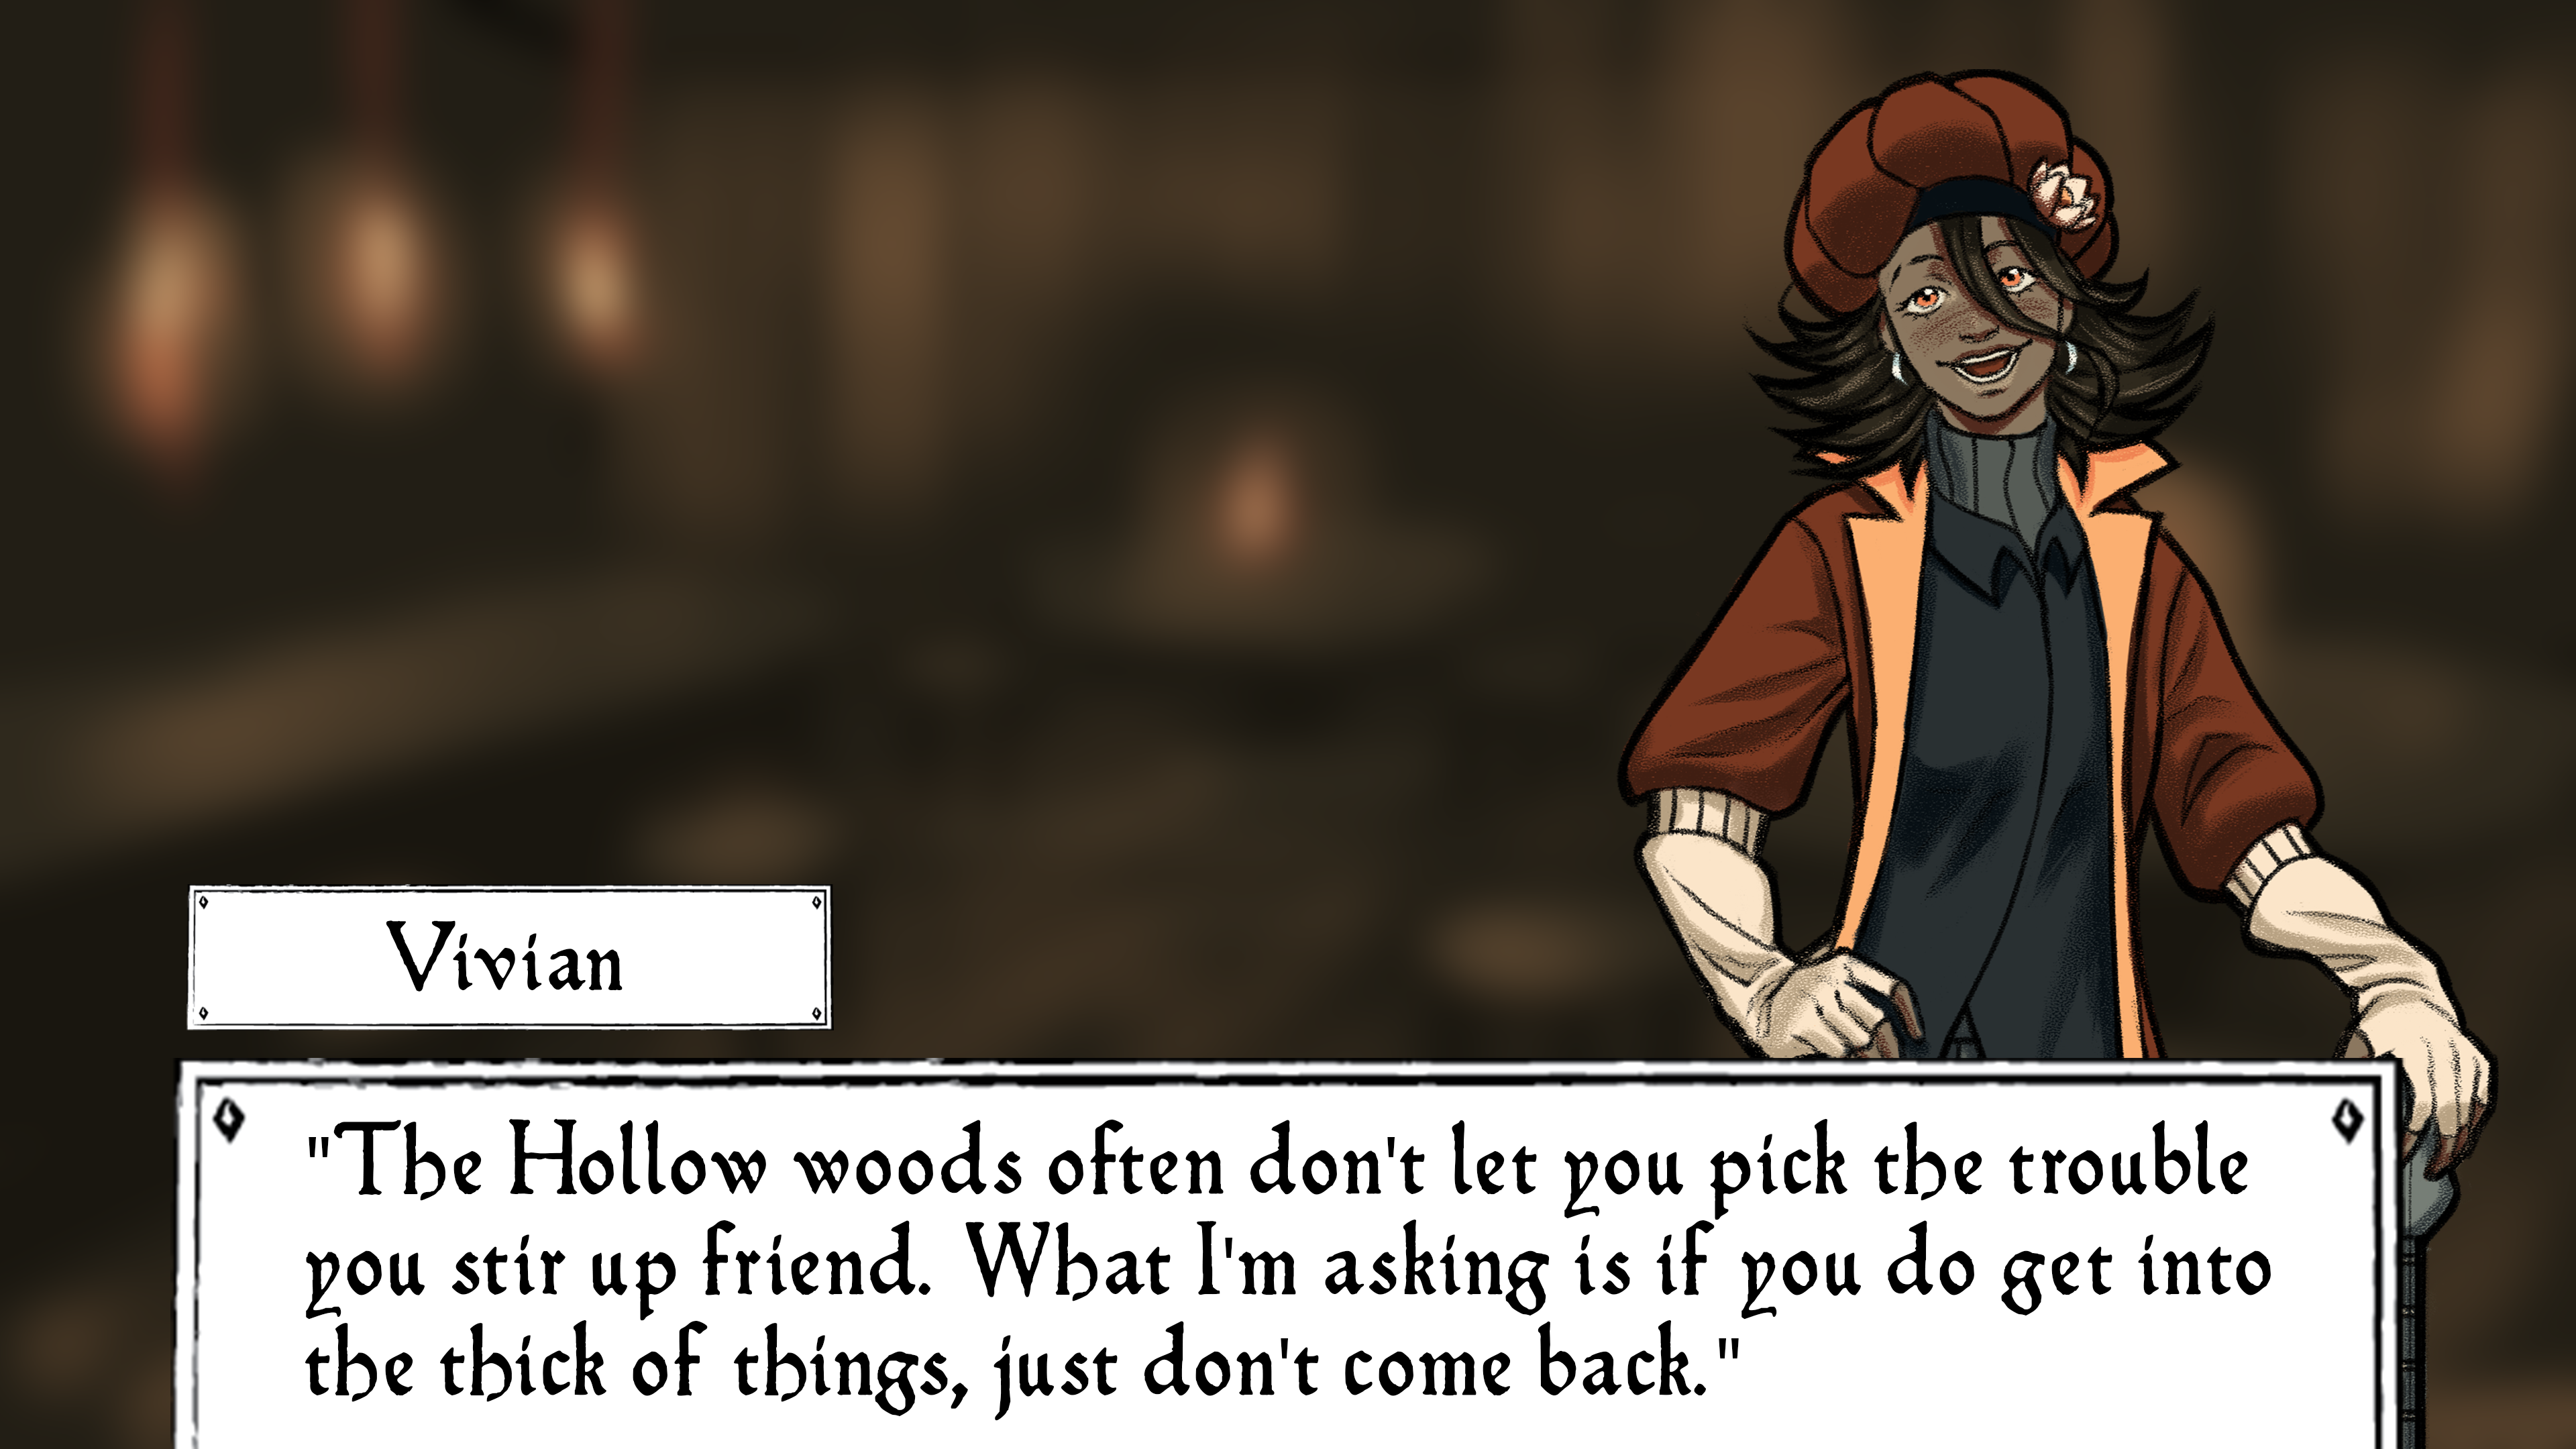 Vivian
"The Hollow woods often don't let you pick the trouble
you stir up friend. What I'm asking is if you do get into
the thick of things, just don't come back."